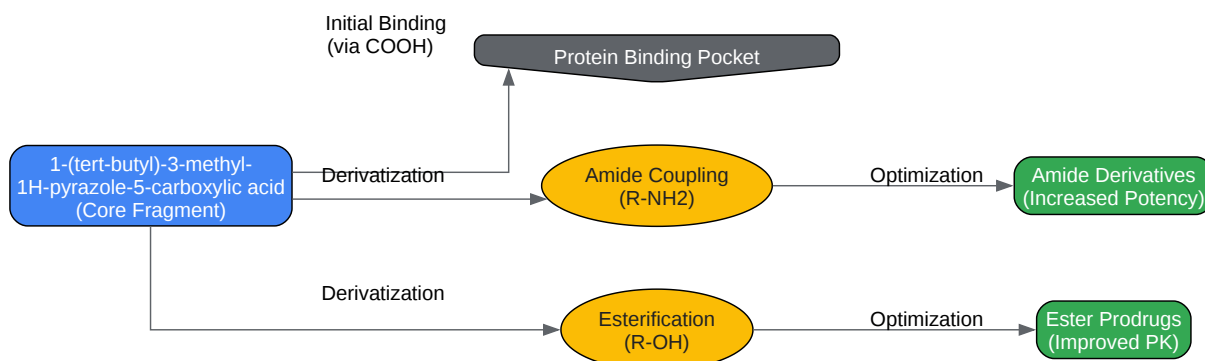 Initial Binding
(via COOH)
Protein Binding Pocket
1-(tert-butyl)-3-methyl-
1H-pyrazole-5-carboxylic acid
(Core Fragment)
Derivatization
Amide Coupling
(R-NH2)
Optimization
Amide Derivatives
(Increased Potency)
Derivatization
Esterification
(R-OH)
Optimization
Ester Prodrugs
(Improved PK)